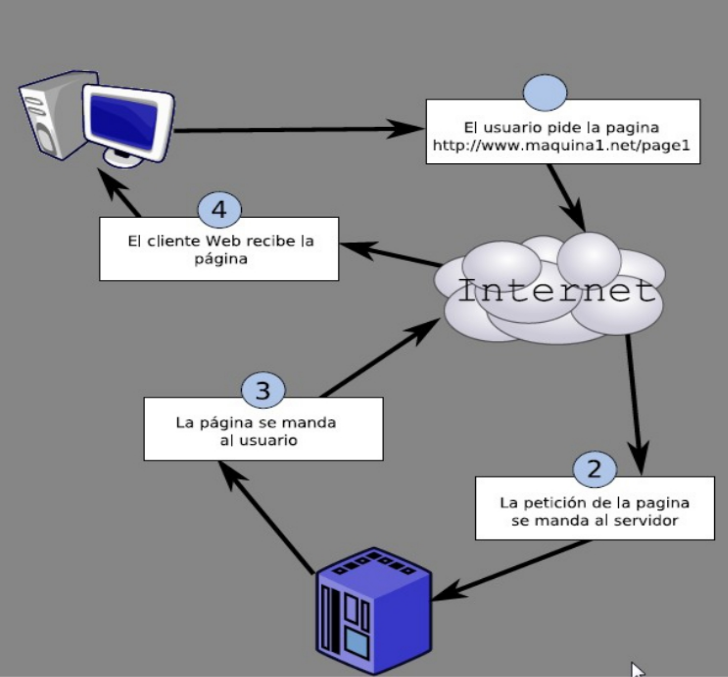 El usuario pide la pagina
http://www.maquina1.net/page1
4
El cliente Web recibe la
página
Internet
3
La página se manda
al usuario
2
La petición de la pagina
se manda al servidor